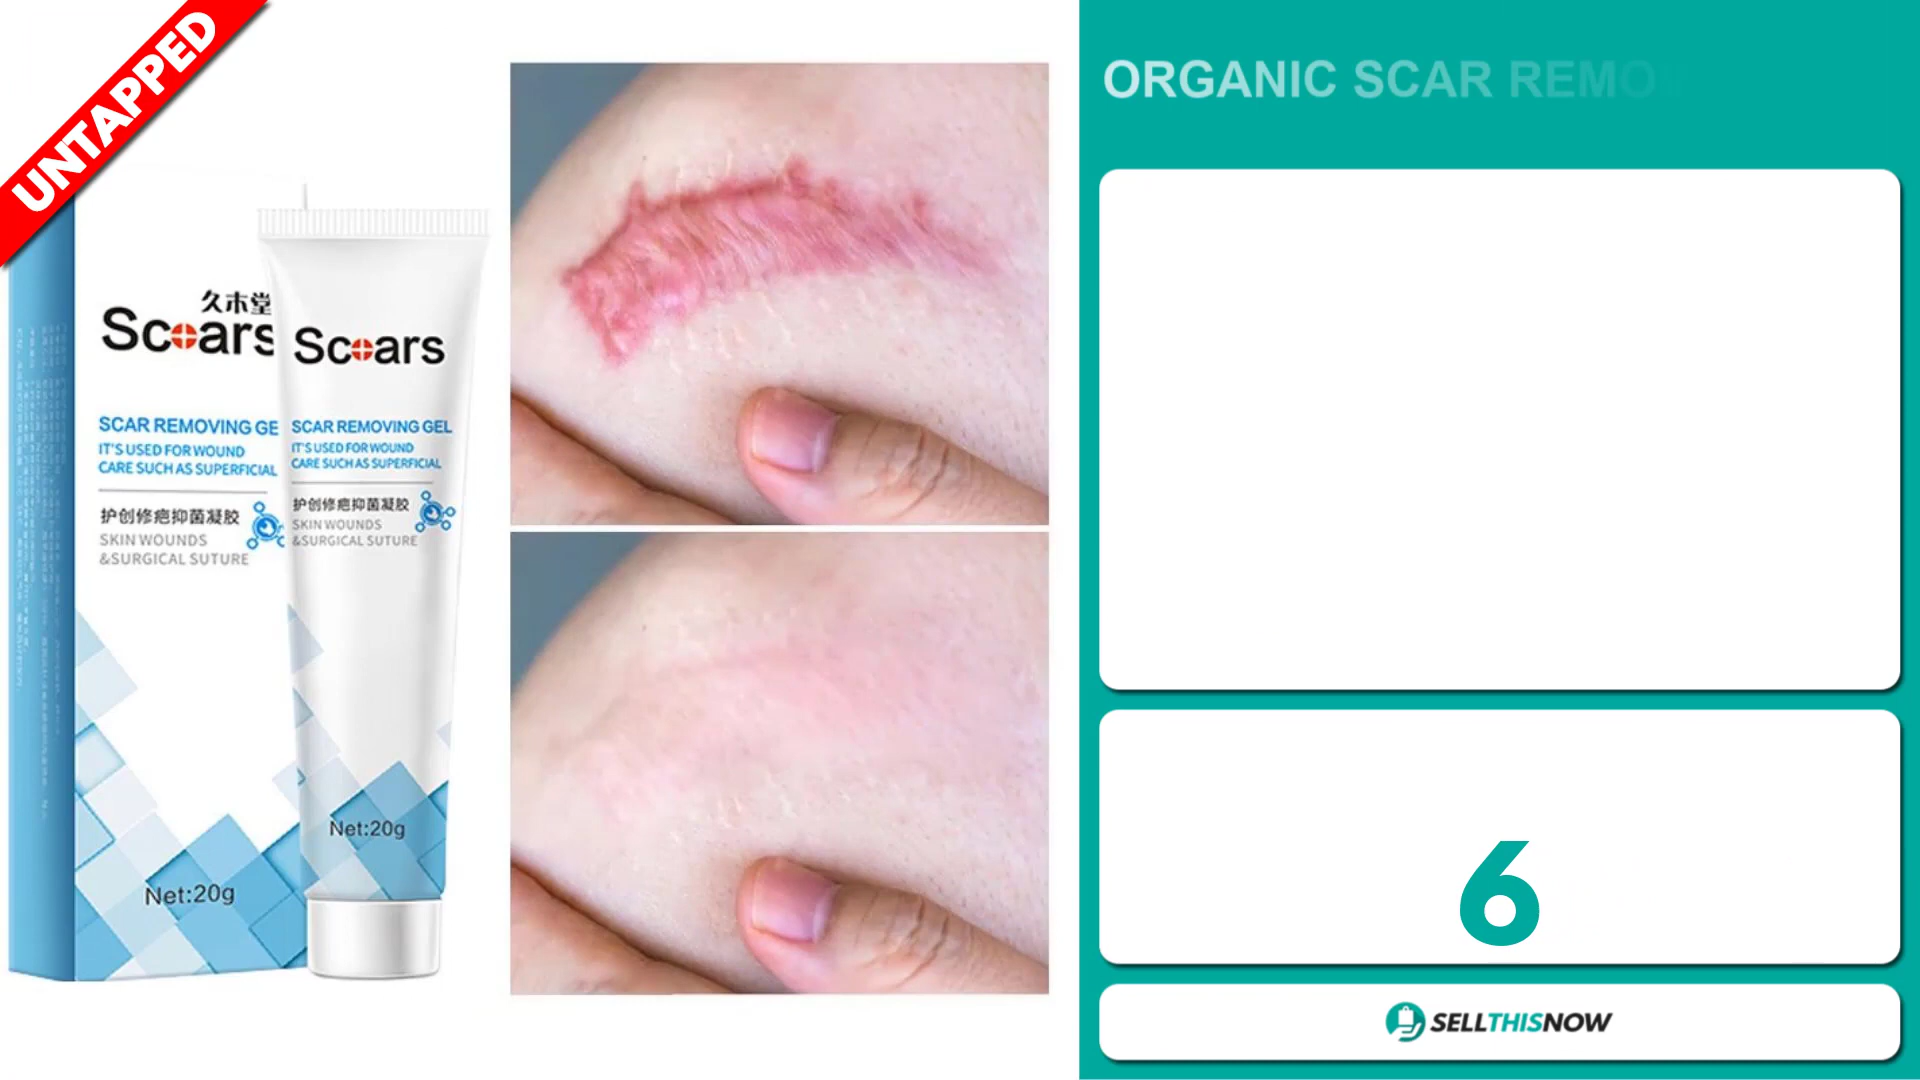 UNTAPPED
久木堂
Scars
SCAR REMOVING GE
IT'S USED FOR WOUND
CARE SUCH AS SUPERFICIAL
护创修疤抑菌凝胶
SKIN WOUNDS
&SURGICAL SUTURE
Net:20g
Scars
SCAR REMOVING GEL
IT'S USED FOR WOUND
CARE SUCH AS SUPERFICIAL
护创修疤抑菌凝胶
SKIN WOUNDS
&SURGICAL SUTURE
Net:20g
ORGANIC SCAR REMO
6
SELLTHISNOW